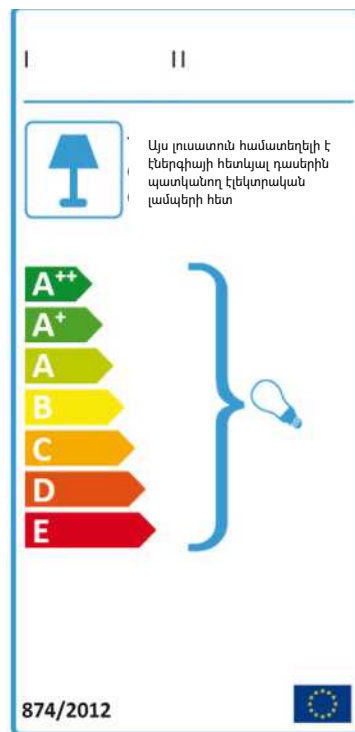 I II
Այս լուսատուն համատեղելի է
էներգիայի հետևյալ դասերին
պատկանող էլեկտրական
լամպերի հետ
A++
A+
A
B
C
D
E
874/2012